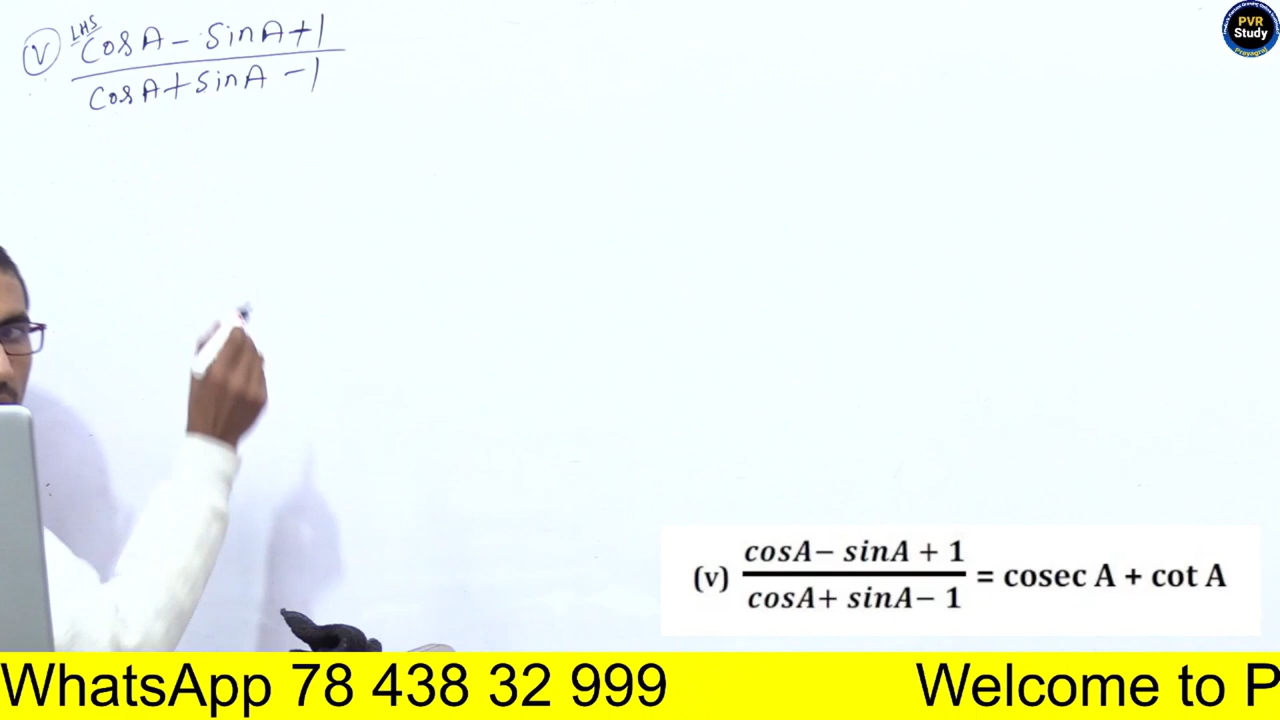 LHS
(V) CosA - SinA+1
CosA+SinA-1
PVR
Study
Prayagraj
(v) cosA− sinA + 1 = cosec A + cot A
cosA+ sinA− 1
WhatsApp 78 438 32 999 Welcome to P